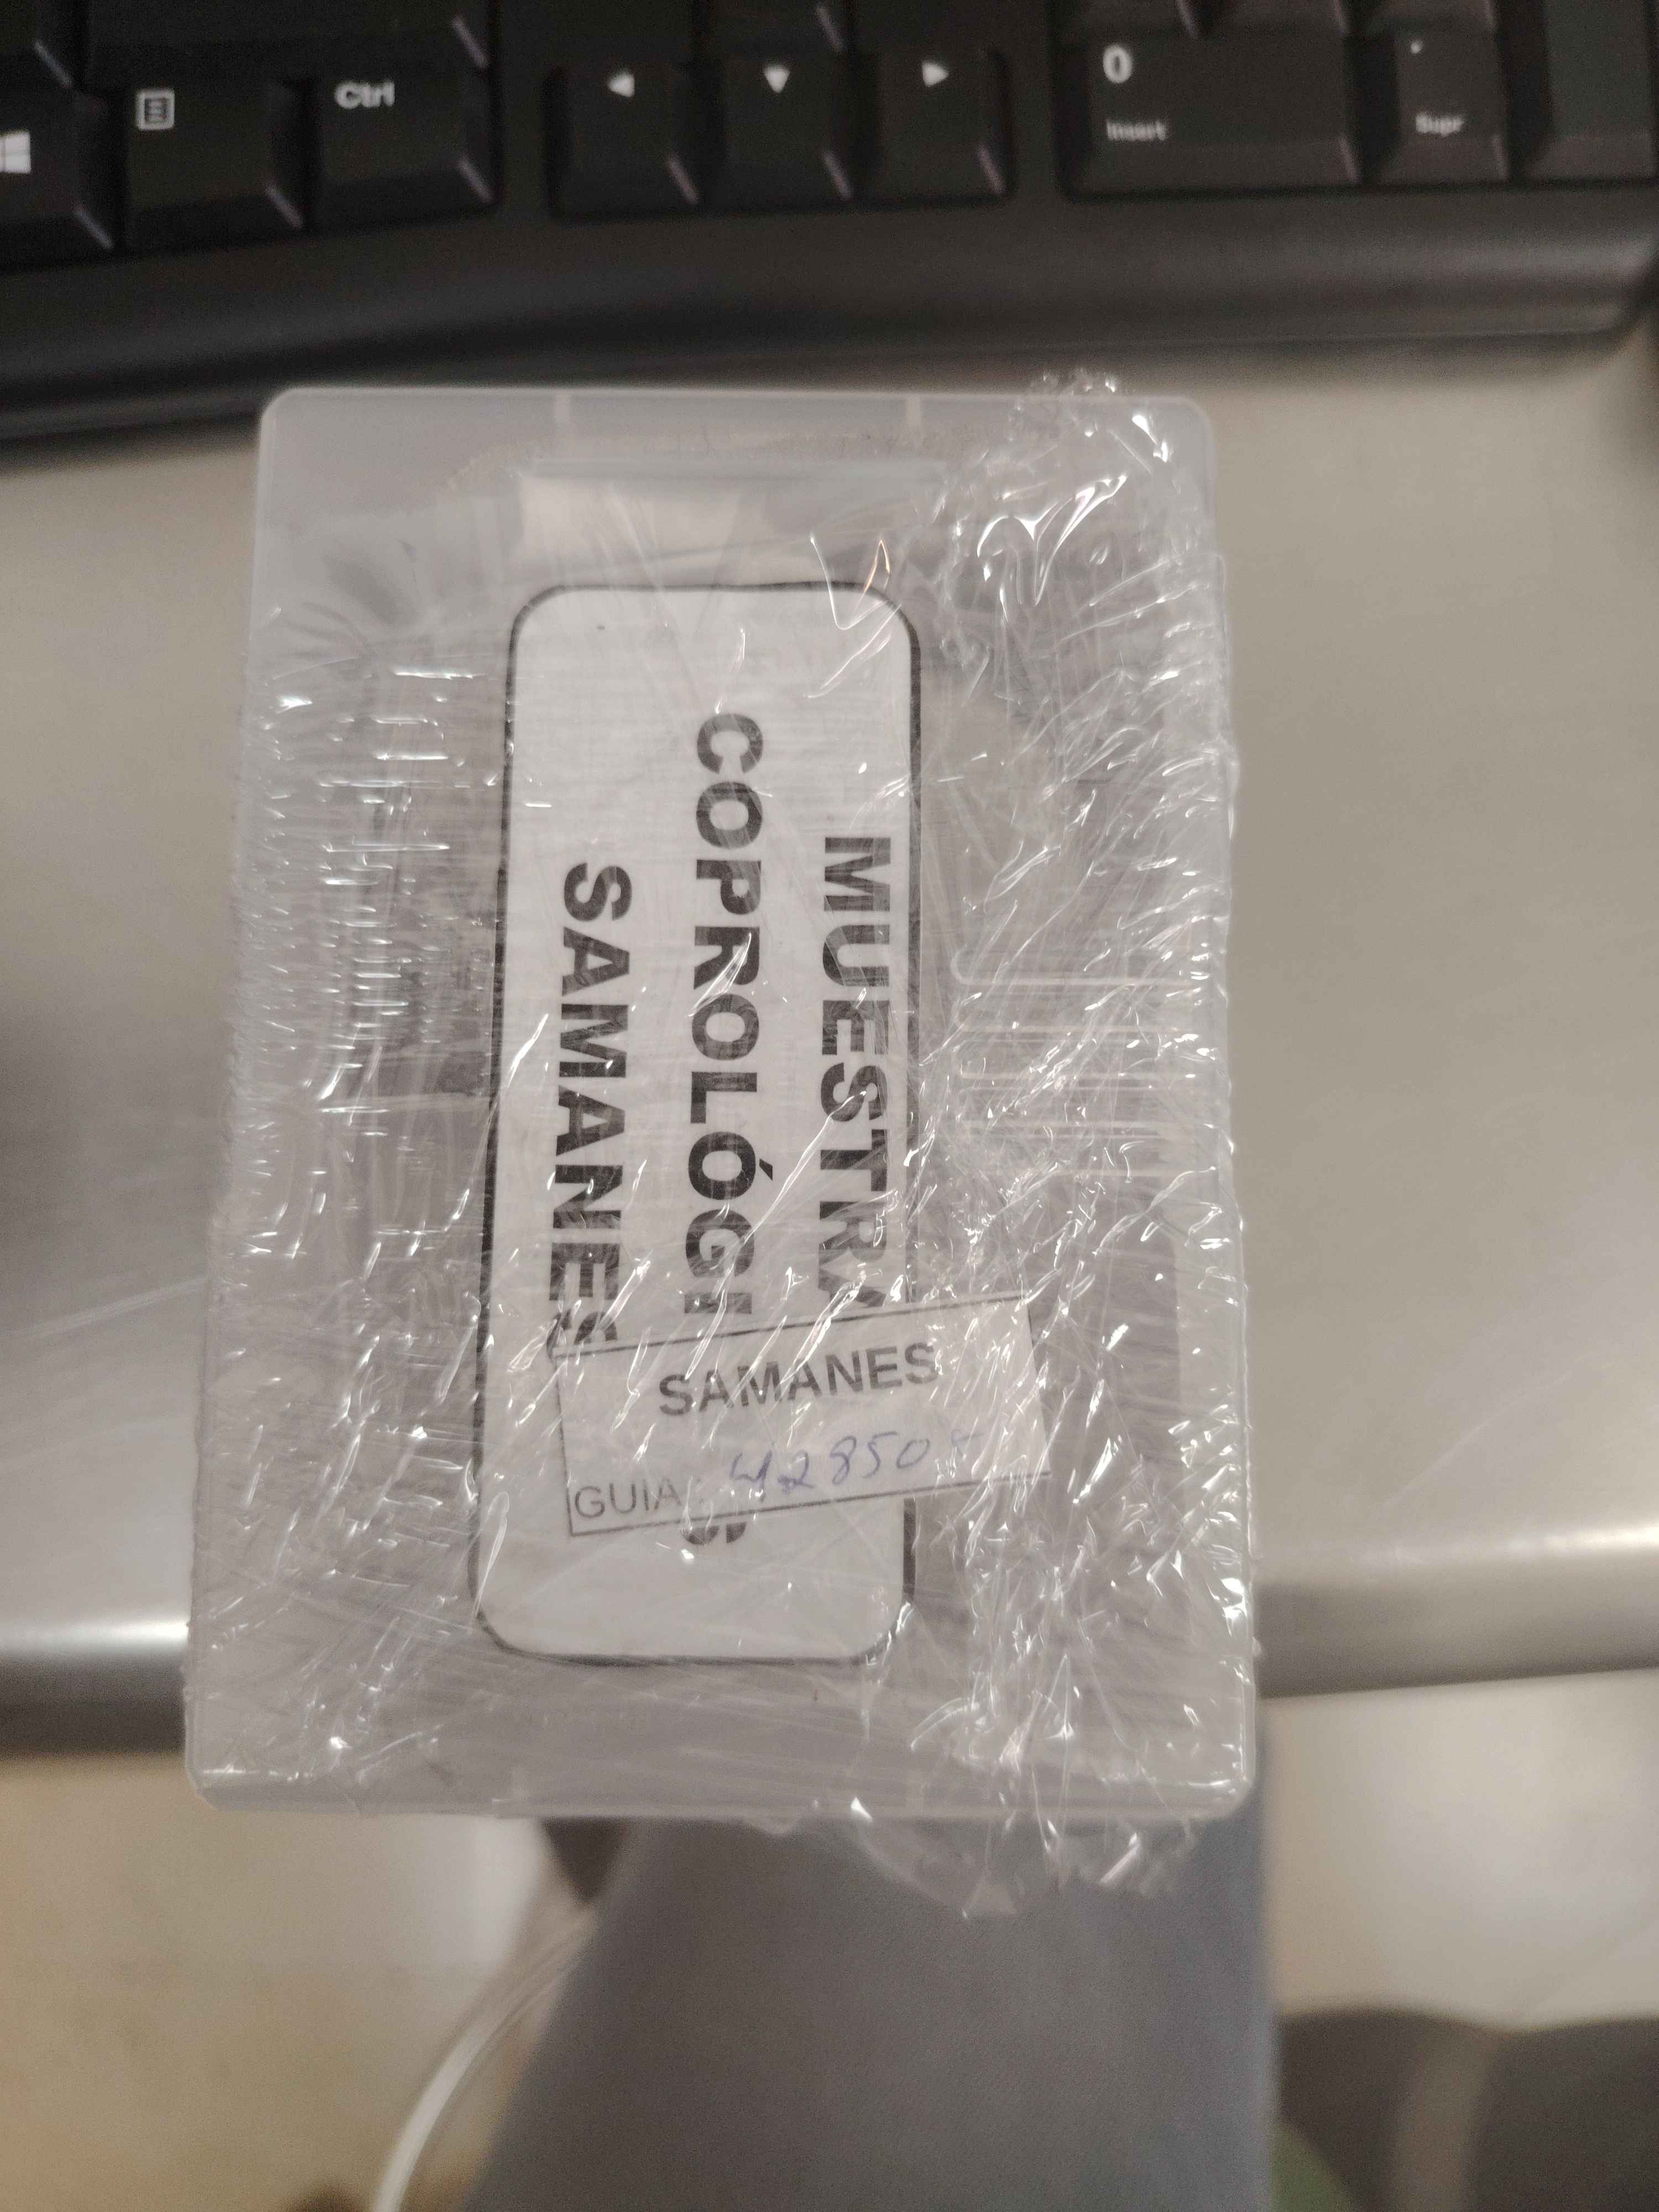 Ctrl
0
Insert
Supr
MUESTRA
COPROLÓGI
SAMANES
SAMANES
GUIA: